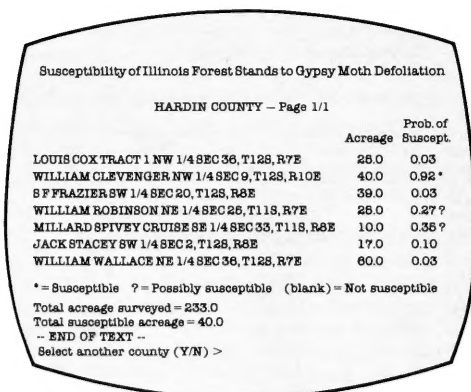 Susceptibility of Illinois Forest Stands to Gypsy Moth Defoliation
HARDIN COUNTY – Page 1/1
Prob. of
Acreage Suscept.
LOUIS COX TRACT 1 NW 1/4 SEC 36, T12S, R7E 25.0 0.03
WILLIAM CLEVENGER NW 1/4 SEC 9, T12S, R10E 40.0 0.92 *
S F FRAZIER SW 1/4 SEC 20, T12S, R8E 39.0 0.03
WILLIAM ROBINSON NE 1/4 SEC 25, T11S, R7E 25.0 0.27 ?
MILLARD SPIVEY CRUISE SE 1/4 SEC 33, T11S, R8E 10.0 0.35 ?
JACK STACEY SW 1/4 SEC 2, T12S, R8E 17.0 0.10
WILLIAM WALLACE NE 1/4 SEC 36, T12S, R7E 60.0 0.03
* = Susceptible ? = Possibly susceptible (blank) = Not susceptible
Total acreage surveyed = 233.0
Total susceptible acreage = 40.0
-- END OF TEXT --
Select another county (Y/N) >